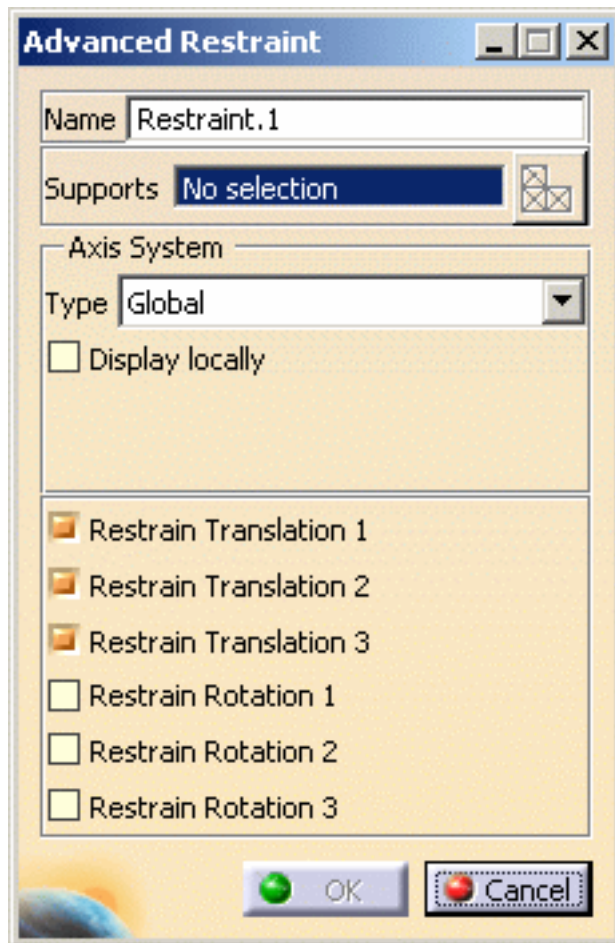 Advanced Restraint
Name Restraint.1
Supports No selection
Axis System
Type Global
Display locally
Restrain Translation 1
Restrain Translation 2
Restrain Translation 3
Restrain Rotation 1
Restrain Rotation 2
Restrain Rotation 3
OK Cancel